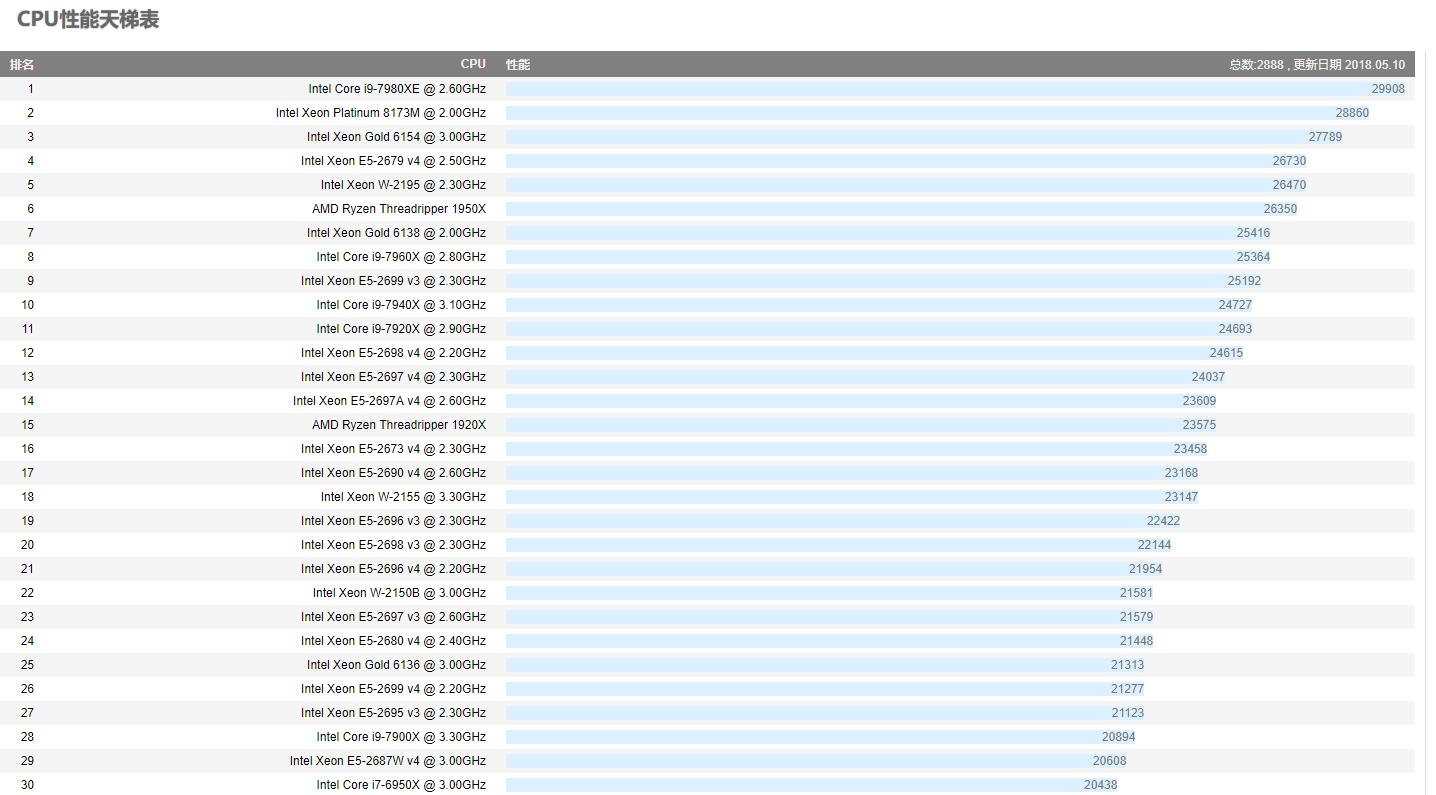 CPU性能天梯表
排名 CPU 性能 总数:2888 , 更新日期 2018.05.10
1 Intel Core i9-7980XE @ 2.60GHz 29908
2 Intel Xeon Platinum 8173M @ 2.00GHz 28860
3 Intel Xeon Gold 6154 @ 3.00GHz 27789
4 Intel Xeon E5-2679 v4 @ 2.50GHz 26730
5 Intel Xeon W-2195 @ 2.30GHz 26470
6 AMD Ryzen Threadripper 1950X 26350
7 Intel Xeon Gold 6138 @ 2.00GHz 25416
8 Intel Core i9-7960X @ 2.80GHz 25364
9 Intel Xeon E5-2699 v3 @ 2.30GHz 25192
10 Intel Core i9-7940X @ 3.10GHz 24727
11 Intel Core i9-7920X @ 2.90GHz 24693
12 Intel Xeon E5-2698 v4 @ 2.20GHz 24615
13 Intel Xeon E5-2697 v4 @ 2.30GHz 24037
14 Intel Xeon E5-2697A v4 @ 2.60GHz 23609
15 AMD Ryzen Threadripper 1920X 23575
16 Intel Xeon E5-2673 v4 @ 2.30GHz 23458
17 Intel Xeon E5-2690 v4 @ 2.60GHz 23168
18 Intel Xeon W-2155 @ 3.30GHz 23147
19 Intel Xeon E5-2696 v3 @ 2.30GHz 22422
20 Intel Xeon E5-2698 v3 @ 2.30GHz 22144
21 Intel Xeon E5-2696 v4 @ 2.20GHz 21954
22 Intel Xeon W-2150B @ 3.00GHz 21581
23 Intel Xeon E5-2697 v3 @ 2.60GHz 21579
24 Intel Xeon E5-2680 v4 @ 2.40GHz 21448
25 Intel Xeon Gold 6136 @ 3.00GHz 21313
26 Intel Xeon E5-2699 v4 @ 2.20GHz 21277
27 Intel Xeon E5-2695 v3 @ 2.30GHz 21123
28 Intel Core i9-7900X @ 3.30GHz 20894
29 Intel Xeon E5-2687W v4 @ 3.00GHz 20608
30 Intel Core i7-6950X @ 3.00GHz 20438